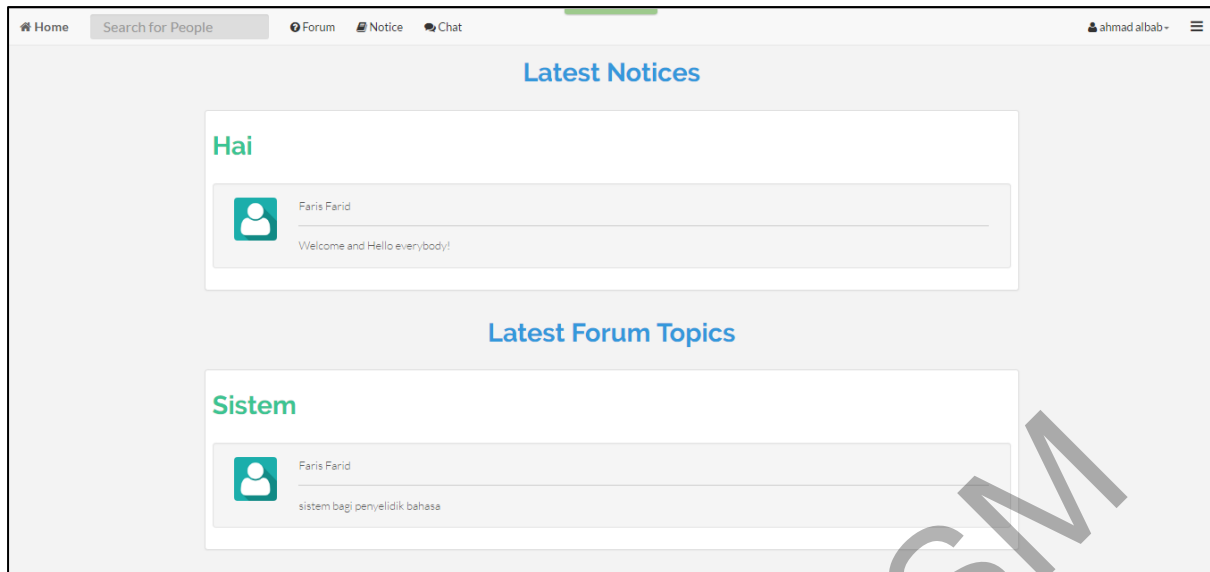 Home Search for People Forum Notice Chat ahmad albab
Latest Notices
Hai
Faris Farid
Welcome and Hello everybody!
Latest Forum Topics
Sistem
Faris Farid
sistem bagi penyelidik bahasa
SM